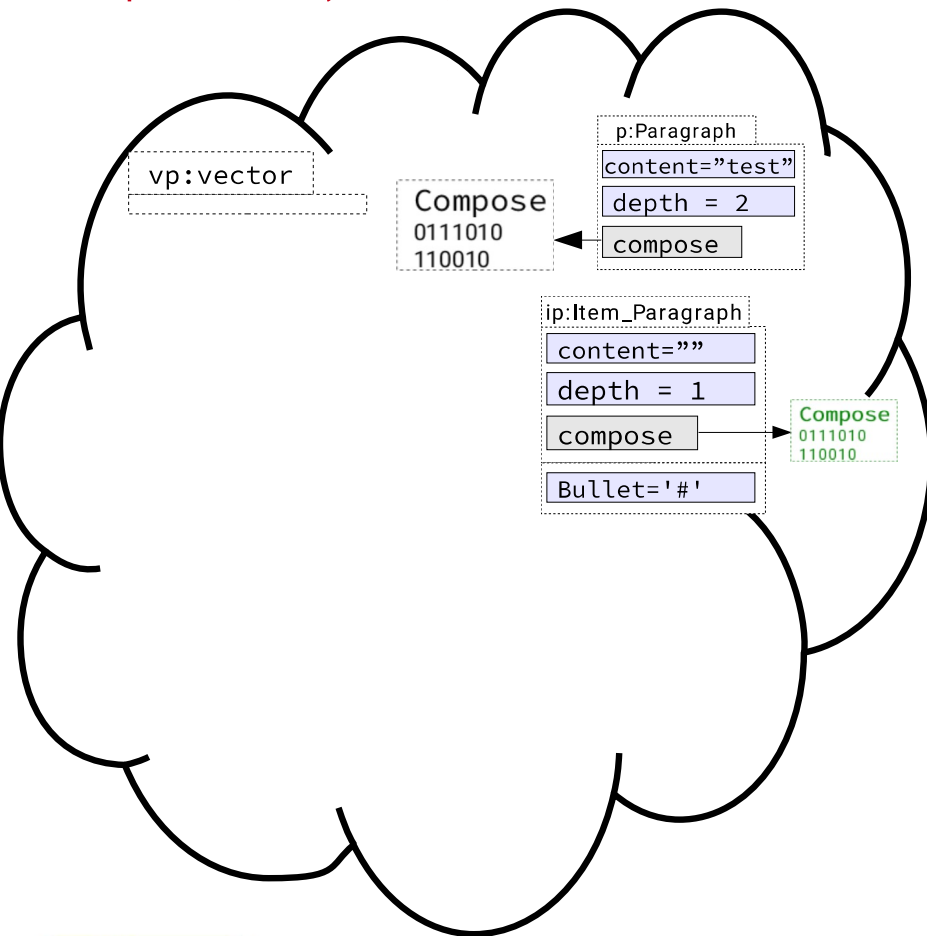 vp:vector
p:Paragraph
content=”test”
depth = 2
compose
Compose
0111010
110010
ip:Item_Paragraph
content=””
depth = 1
compose
Bullet='#'
Compose
0111010
110010